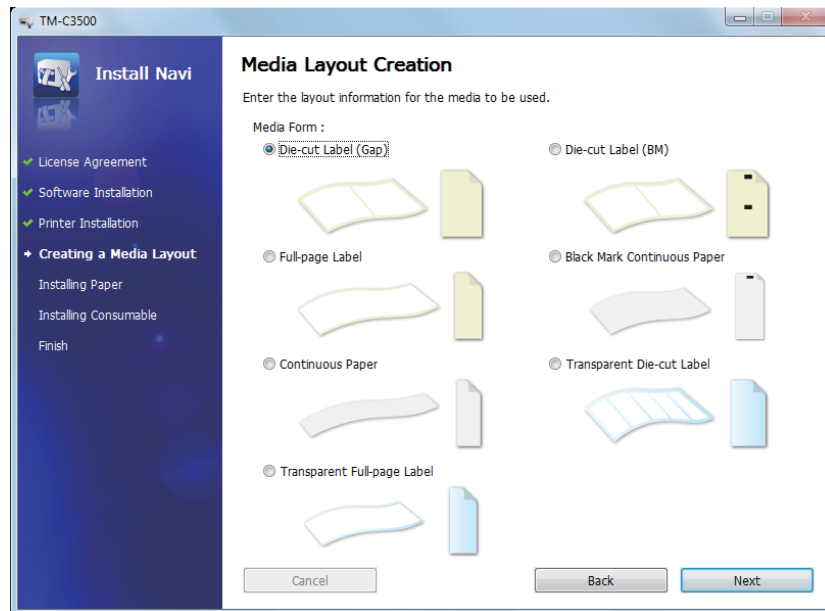 TM-C3500
Install Navi
License Agreement
Software Installation
Printer Installation
Creating a Media Layout
Installing Paper
Installing Consumable
Finish
Media Layout Creation
Enter the layout information for the media to be used.
Media Form :
Die-cut Label (Gap)
Die-cut Label (BM)
Full-page Label
Black Mark Continuous Paper
Continuous Paper
Transparent Die-cut Label
Transparent Full-page Label
Cancel
Back
Next